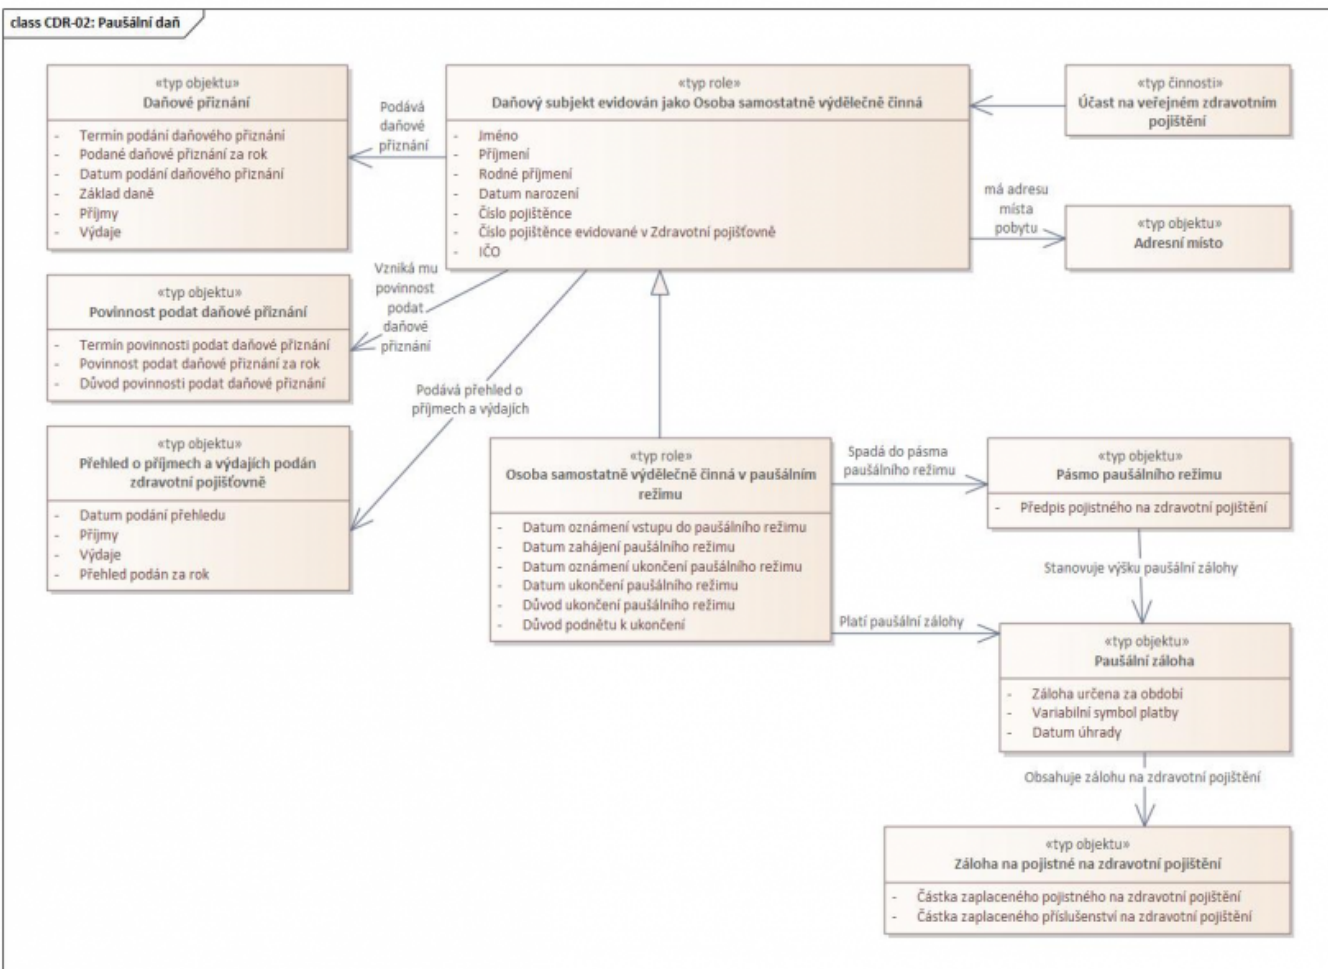 class CDR-02: Paušální daň
«typ objektu»
Daňové přiznání
- Termín podání daňového přiznání
- Podané daňové přiznání za rok
- Datum podání daňového přiznání
- Základ daně
- Příjmy
- Výdaje
Podává
daňové
přiznání
«typ role»
Daňový subjekt evidován jako Osoba samostatně výdělečně činná
- Jméno
- Příjmení
- Rodné příjmení
- Datum narození
- Číslo pojištěnce
- Číslo pojištěnce evidované v Zdravotní pojišťovně
- IČO
«typ činnosti»
Účast na veřejném zdravotním
pojištění
má adresu
místa
pobytu
«typ objektu»
Adresní místo
«typ objektu»
Povinnost podat daňové přiznání
- Termín povinnosti podat daňové přiznání
- Povinnost podat daňové přiznání za rok
- Důvod povinnosti podat daňové přiznání
Vzniká mu
povinnost
podat
daňové
přiznání
Podává přehled o
příjmech a výdajích
«typ objektu»
Přehled o příjmech a výdajích podán
zdravotní pojišťovně
- Datum podání přehledu
- Příjmy
- Výdaje
- Přehled podán za rok
«typ role»
Osoba samostatně výdělečně činná v paušálním
režimu
- Datum oznámení vstupu do paušálního režimu
- Datum zahájení paušálního režimu
- Datum oznámení ukončení paušálního režimu
- Datum ukončení paušálního režimu
- Důvod ukončení paušálního režimu
- Důvod podnětu k ukončení
Spadá do pásma
paušálního režimu
«typ objektu»
Pásmo paušálního režimu
- Předpis pojistného na zdravotní pojištění
Stanovuje výšku paušální zálohy
Platí paušální zálohy
«typ objektu»
Paušální záloha
- Záloha určena za období
- Variabilní symbol platby
- Datum úhrady
Obsahuje zálohu na zdravotní pojištění
«typ objektu»
Záloha na pojistné na zdravotní pojištění
- Částka zaplaceného pojistného na zdravotní pojištění
- Částka zaplaceného příslušenství na zdravotní pojištění